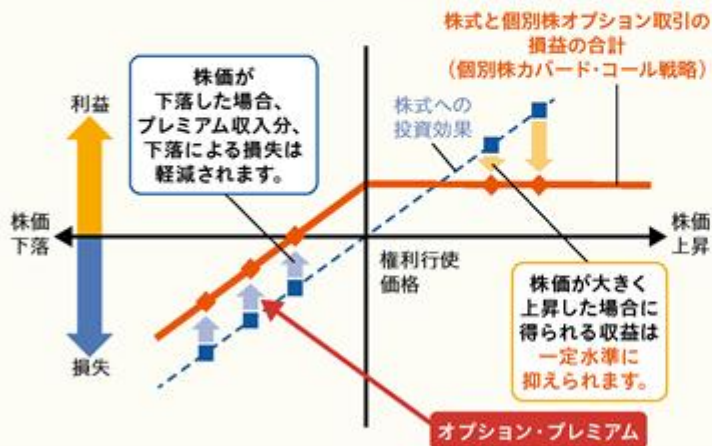 株式と個別株オプション取引の
損益の合計
（個別株カバード・コール戦略）
株価が
下落した場合、
プレミアム収入分、
下落による損失は
軽減されます。
利益
株式への
投資効果
株価
下落
株価
上昇
権利行使
価格
株価が大きく
上昇した場合に
得られる収益は
一定水準に
抑えられます。
損失
オプション・プレミアム